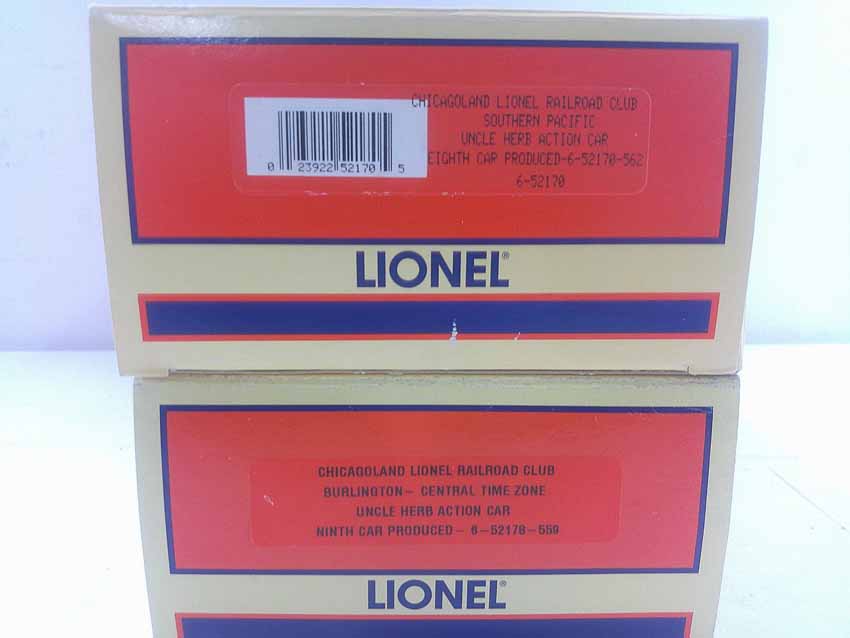 CHICAGOLAND LIONEL RAILROAD CLUB
SOUTHERN PACIFIC
UNCLE HERB ACTION CAR
EIGHTH CAR PRODUCED-6-52170-562
6-52170
0 23922 52170 5
LIONEL®
CHICAGOLAND LIONEL RAILROAD CLUB
BURLINGTON- CENTRAL TIME ZONE
UNCLE HERB ACTION CAR
NINTH CAR PRODUCED- 6-52178-559
LIONEL®